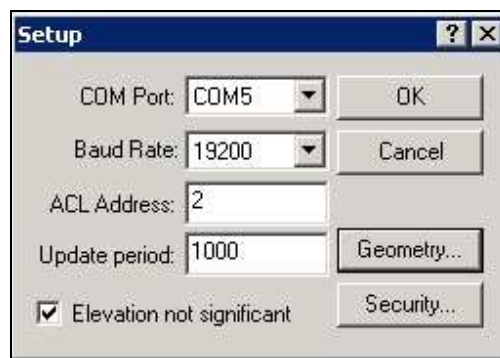 Setup ? X
COM Port: COM5 OK
Baud Rate: 19200 Cancel
ACL Address: 2
Update period: 1000 Geometry...
Elevation not significant Security...